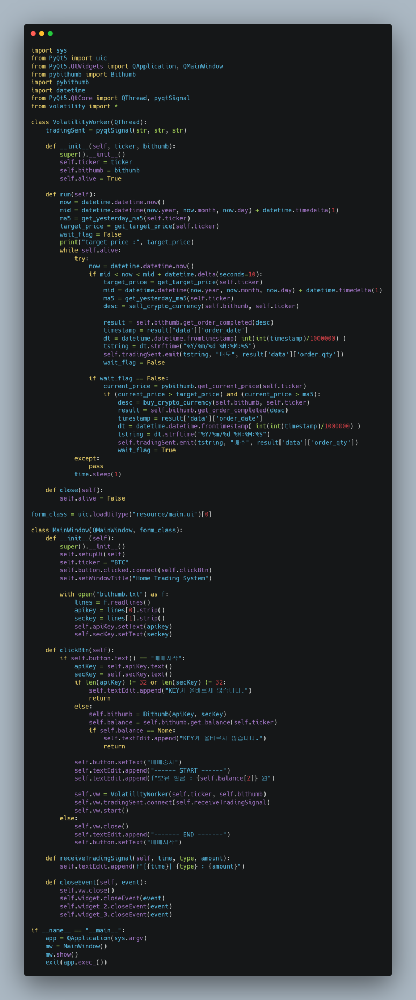 import sys
from PyQt5 import uic
from PyQt5.QtWidgets import QApplication, QMainWindow
from pybithumb import Bithumb
import pybithumb
import datetime
from PyQt5.QtCore import QThread, pyqtSignal
from volatility import *

class VolatilityWorker(QThread):
    tradingSent = pyqtSignal(str, str, str)

    def __init__(self, ticker, bithumb):
        super().__init__()
        self.ticker = ticker
        self.bithumb = bithumb
        self.alive = True

    def run(self):
        now = datetime.datetime.now()
        mid = datetime.datetime(now.year, now.month, now.day) + datetime.timedelta(1)
        ma5 = get_yesterday_ma5(self.ticker)
        target_price = get_target_price(self.ticker)
        wait_flag = False
        print("target price :", target_price)
        while self.alive:
            try:
                now = datetime.datetime.now()
                if mid < now < mid + datetime.delta(seconds=10):
                    target_price = get_target_price(self.ticker)
                    mid = datetime.datetime(now.year, now.month, now.day) + datetime.timedelta(1)
                    ma5 = get_yesterday_ma5(self.ticker)
                    desc = sell_crypto_currency(self.bithumb, self.ticker)

                    result = self.bithumb.get_order_completed(desc)
                    timestamp = result['data']['order_date']
                    dt = datetime.datetime.fromtimestamp( int(int(timestamp)/1000000) )
                    tstring = dt.strftime("%Y/%m/%d %H:%M:%S")
                    self.tradingSent.emit(tstring, "매도", result['data']['order_qty'])
                    wait_flag = False

                if wait_flag == False:
                    current_price = pybithumb.get_current_price(self.ticker)
                    if (current_price > target_price) and (current_price > ma5):
                        desc = buy_crypto_currency(self.bithumb, self.ticker)
                        result = self.bithumb.get_order_completed(desc)
                        timestamp = result['data']['order_date']
                        dt = datetime.datetime.fromtimestamp( int(int(timestamp)/1000000) )
                        tstring = dt.strftime("%Y/%m/%d %H:%M:%S")
                        self.tradingSent.emit(tstring, "매수", result['data']['order_qty'])
                        wait_flag = True
            except:
                pass
            time.sleep(1)

    def close(self):
        self.alive = False

form_class = uic.loadUiType("resource/main.ui")[0]

class MainWindow(QMainWindow, form_class):
    def __init__(self):
        super().__init__()
        self.setupUi(self)
        self.ticker = "BTC"
        self.button.clicked.connect(self.clickBtn)
        self.setWindowTitle("Home Trading System")

        with open("bithumb.txt") as f:
            lines = f.readlines()
            apikey = lines[0].strip()
            seckey = lines[1].strip()
            self.apiKey.setText(apikey)
            self.secKey.setText(seckey)

    def clickBtn(self):
        if self.button.text() == "매매시작":
            apiKey = self.apiKey.text()
            secKey = self.secKey.text()
            if len(apiKey) != 32 or len(secKey) != 32:
                self.textEdit.append("KEY가 올바르지 않습니다.")
                return
            else:
                self.bithumb = Bithumb(apiKey, secKey)
                self.balance = self.bithumb.get_balance(self.ticker)
                if self.balance == None:
                    self.textEdit.append("KEY가 올바르지 않습니다.")
                    return

            self.button.setText("매매중지")
            self.textEdit.append("------ START ------")
            self.textEdit.append(f"보유 현금 : {self.balance[2]} 원")

            self.vw = VolatilityWorker(self.ticker, self.bithumb)
            self.vw.tradingSent.connect(self.receiveTradingSignal)
            self.vw.start()
        else:
            self.vw.close()
            self.textEdit.append("------- END -------")
            self.button.setText("매매시작")

    def receiveTradingSignal(self, time, type, amount):
        self.textEdit.append(f"[{time}] {type} : {amount}")

    def closeEvent(self, event):
        self.vw.close()
        self.widget.closeEvent(event)
        self.widget_2.closeEvent(event)
        self.widget_3.closeEvent(event)

if __name__ == "__main__":
    app = QApplication(sys.argv)
    mw = MainWindow()
    mw.show()
    exit(app.exec_())